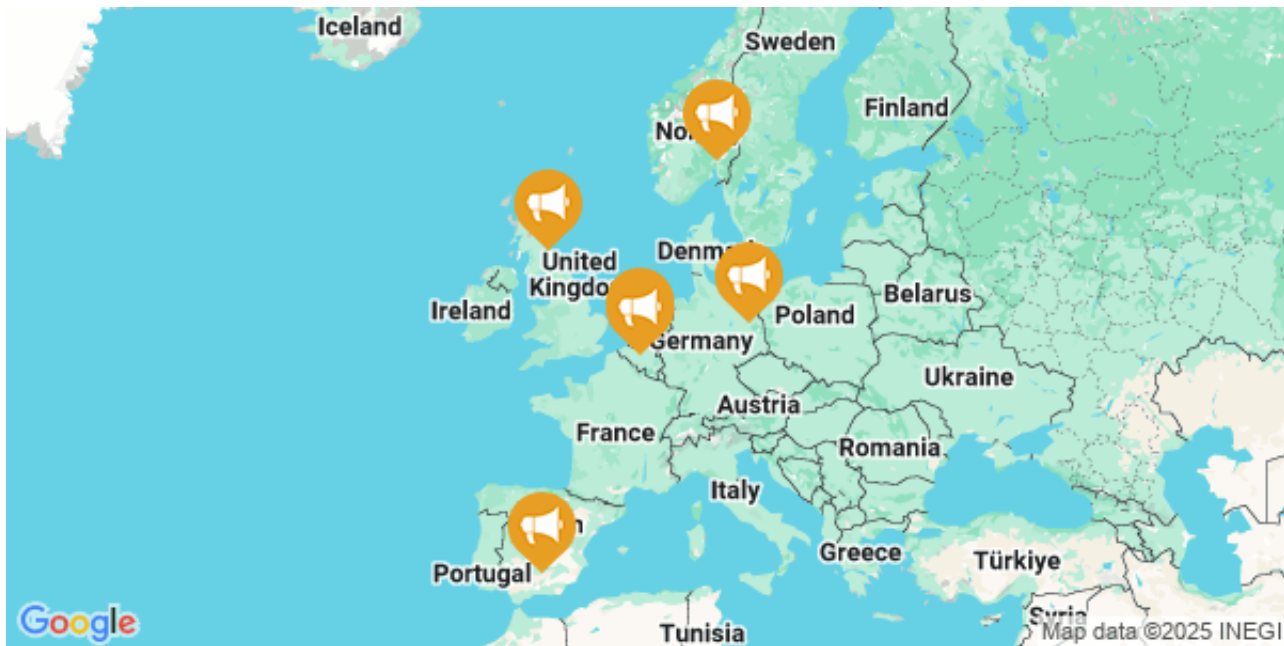 Iceland
Sweden
Finland
No
Denm
United
Kingdo
Ireland
Belarus
Poland
Germany
Ukraine
Austria
France
Romania
Italy
n
Greece
Türkiye
Portugal
Syria
Tunisia
Google
Map data ©2025 INEGI